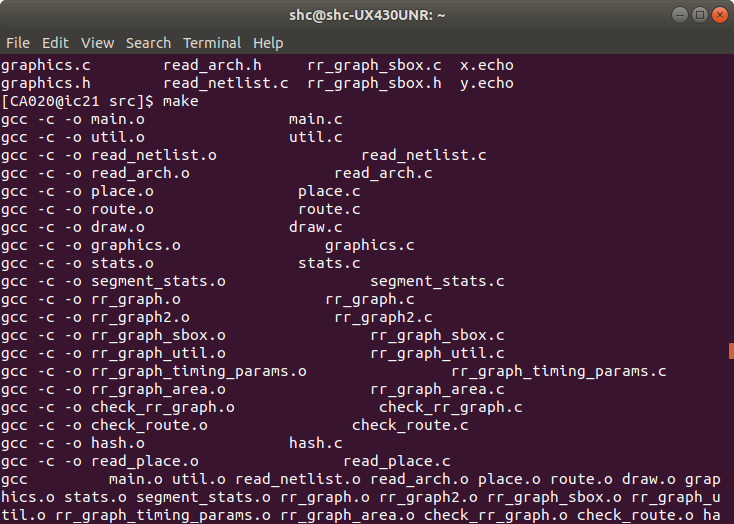 shc@shc-UX430UNR: ~
File Edit View Search Terminal Help
graphics.c        read_arch.h     rr_graph_sbox.c  x.echo
graphics.h        read_netlist.c  rr_graph_sbox.h  y.echo
[CA020@ic21 src]$ make
gcc -c -o main.o                main.c
gcc -c -o util.o                util.c
gcc -c -o read_netlist.o                read_netlist.c
gcc -c -o read_arch.o                read_arch.c
gcc -c -o place.o                place.c
gcc -c -o route.o                route.c
gcc -c -o draw.o                draw.c
gcc -c -o graphics.o                graphics.c
gcc -c -o stats.o                stats.c
gcc -c -o segment_stats.o                segment_stats.c
gcc -c -o rr_graph.o                rr_graph.c
gcc -c -o rr_graph2.o                rr_graph2.c
gcc -c -o rr_graph_sbox.o                rr_graph_sbox.c
gcc -c -o rr_graph_util.o                rr_graph_util.c
gcc -c -o rr_graph_timing_params.o                rr_graph_timing_params.c
gcc -c -o rr_graph_area.o                rr_graph_area.c
gcc -c -o check_rr_graph.o                check_rr_graph.c
gcc -c -o check_route.o                check_route.c
gcc -c -o hash.o                hash.c
gcc -c -o read_place.o                read_place.c
gcc         main.o util.o read_netlist.o read_arch.o place.o route.o draw.o grap
hics.o stats.o segment_stats.o rr_graph.o rr_graph2.o rr_graph_sbox.o rr_graph_u
til.o rr_graph_timing_params.o rr_graph_area.o check_rr_graph.o check_route.o ha